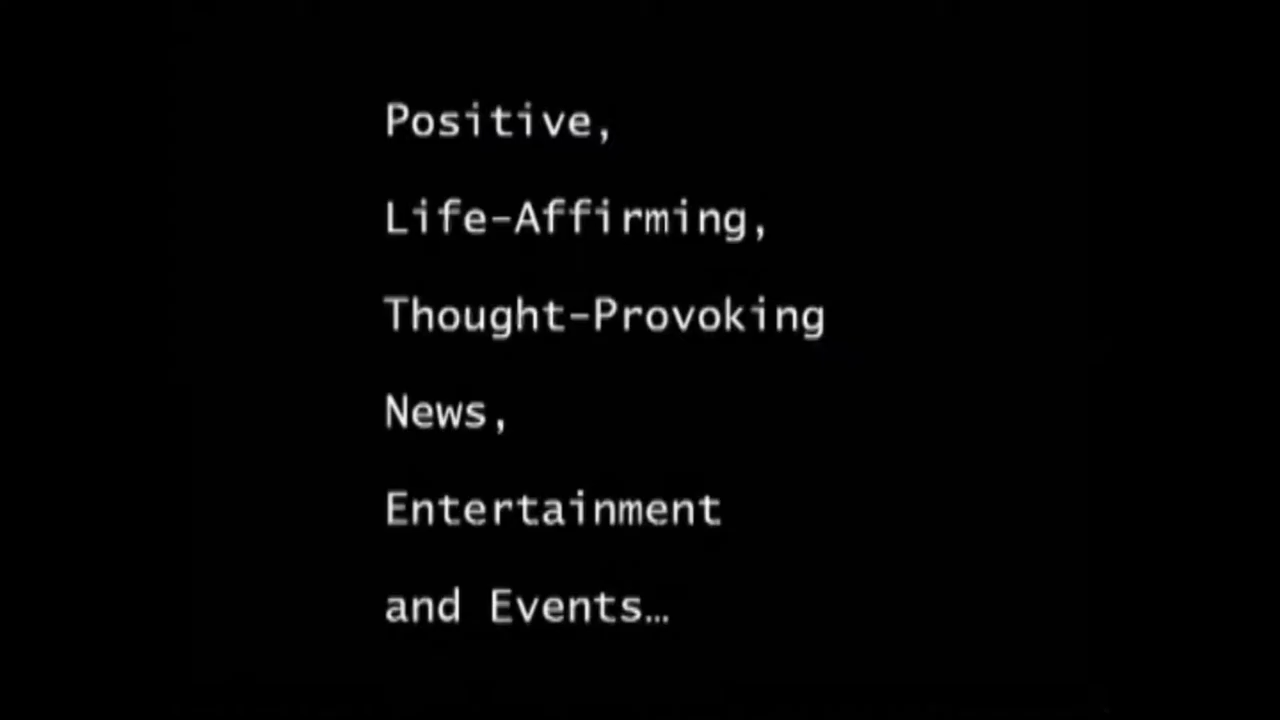 Positive,
Life-Affirming,
Thought-Provoking
News,
Entertainment
and Events…